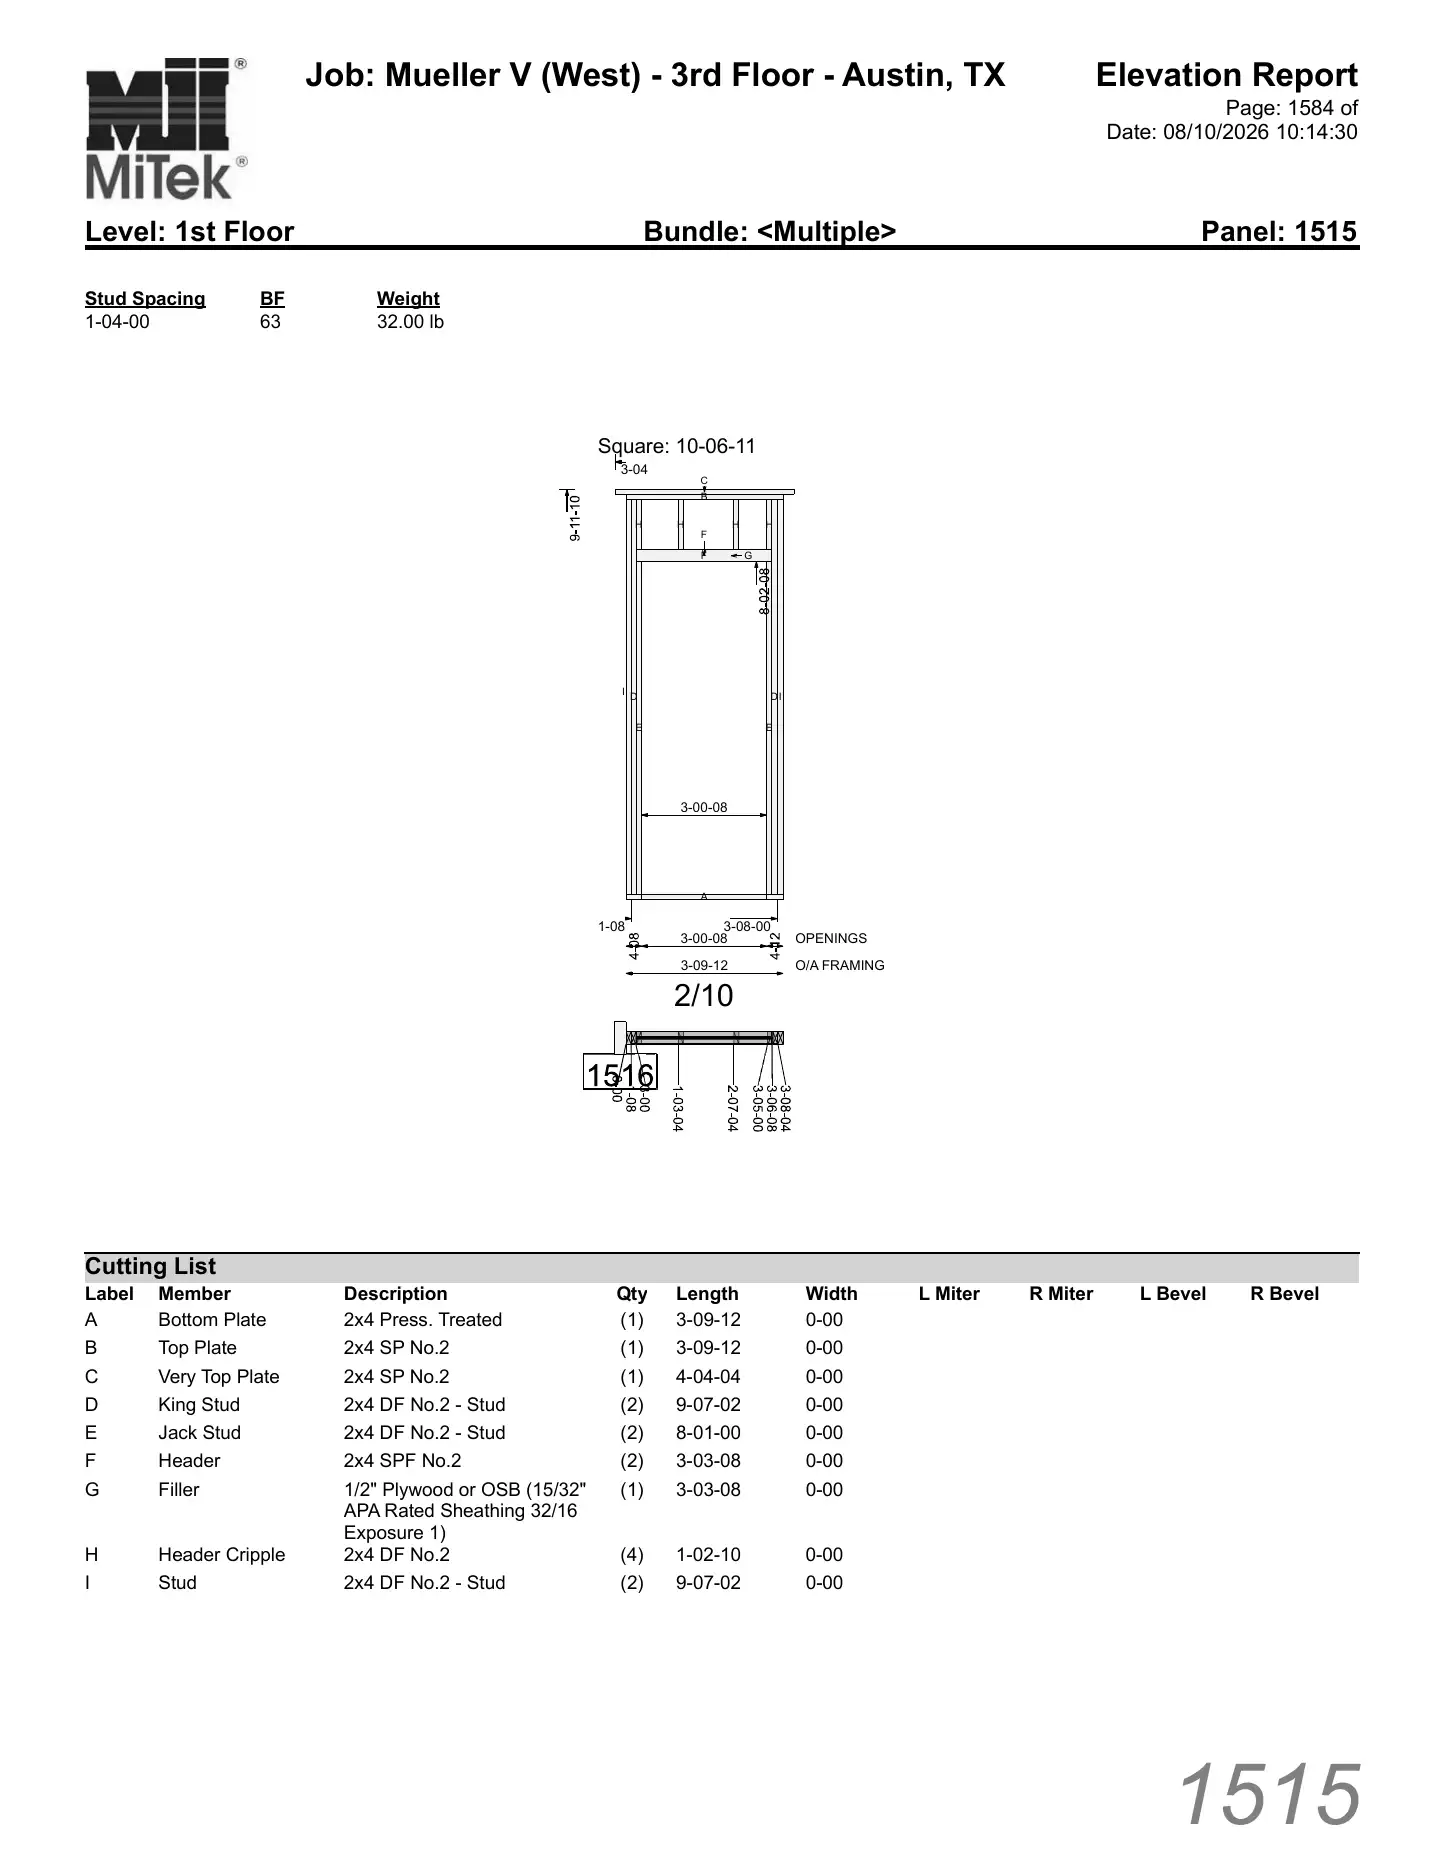 Job: Mueller V (West) - 3rd Floor - Austin, TX
Elevation Report
Page: 1584 of
Date: 08/10/2026 10:14:30
MiTek®
Level: 1st Floor Bundle: <Multiple> Panel: 1515
Stud Spacing BF Weight
1-04-00 63 32.00 lb
Square: 10-06-11
3-04
C
B
9-11-10
H H H H
F
F G
8-02-08
I D D I
E E
3-00-08
A
1-08 3-08-00
4-08 3-00-08 4-12 OPENINGS
3-09-12 O/A FRAMING
2/10
1516
1-03-04 2-07-04 3-05-00 3-06-08 3-08-04
Cutting List
Label Member Description Qty Length Width L Miter R Miter L Bevel R Bevel
A Bottom Plate 2x4 Press. Treated (1) 3-09-12 0-00
B Top Plate 2x4 SP No.2 (1) 3-09-12 0-00
C Very Top Plate 2x4 SP No.2 (1) 4-04-04 0-00
D King Stud 2x4 DF No.2 - Stud (2) 9-07-02 0-00
E Jack Stud 2x4 DF No.2 - Stud (2) 8-01-00 0-00
F Header 2x4 SPF No.2 (2) 3-03-08 0-00
G Filler 1/2" Plywood or OSB (15/32" (1) 3-03-08 0-00
APA Rated Sheathing 32/16
Exposure 1)
H Header Cripple 2x4 DF No.2 (4) 1-02-10 0-00
I Stud 2x4 DF No.2 - Stud (2) 9-07-02 0-00
1515